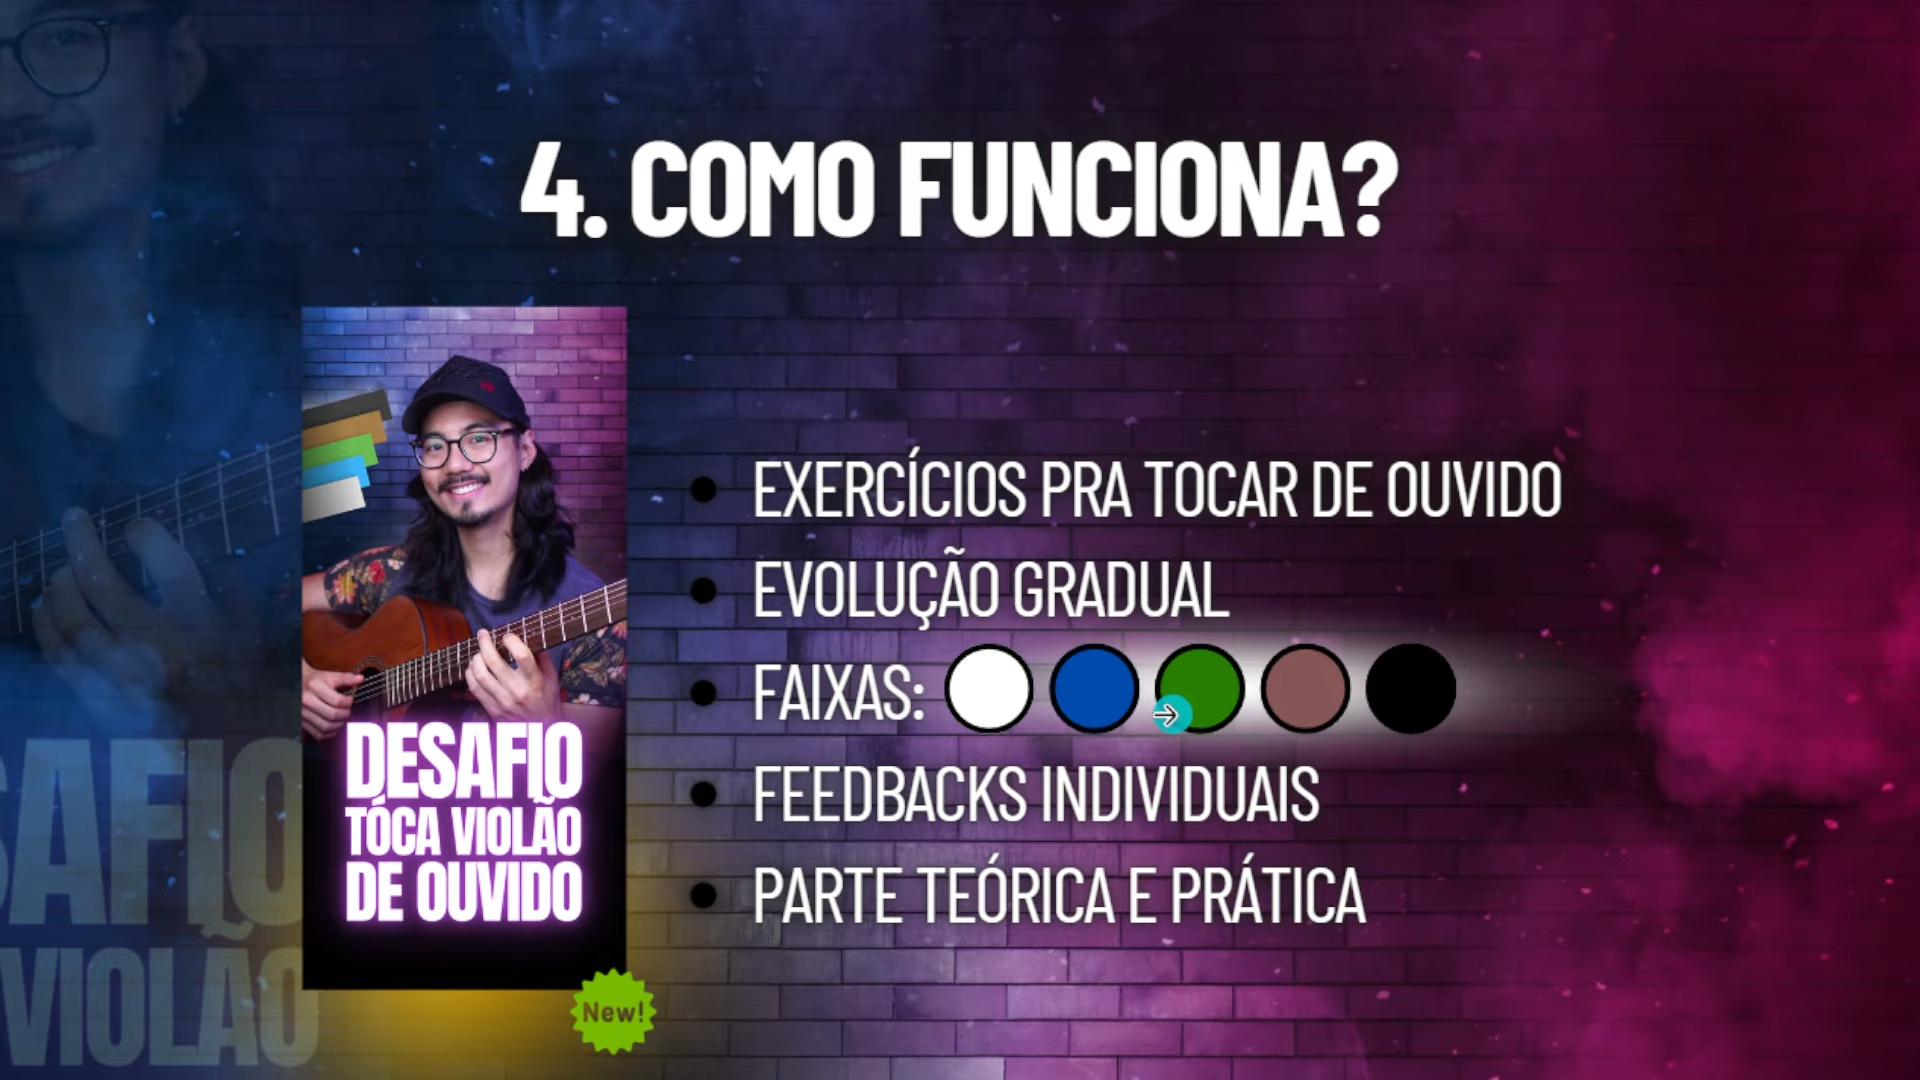 4. COMO FUNCIONA?
EXERCÍCIOS PRA TOCAR DE OUVIDO
EVOLUÇÃO GRADUAL
FAIXAS:
FEEDBACKS INDIVIDUAIS
PARTE TEÓRICA E PRÁTICA
DESAFIO
TOCA VIOLÃO
DE OUVIDO
New!
SAFIO
VIOLÃO